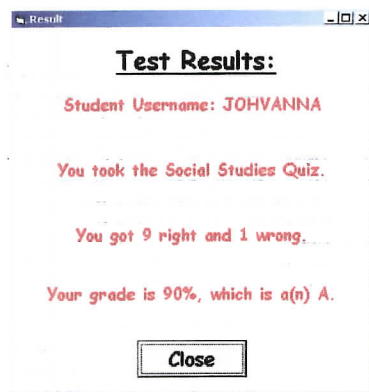 Result
Test Results:
Student Username: JOHVANNA
You took the Social Studies Quiz.
You got 9 right and 1 wrong.
Your grade is 90%, which is a(n) A.
Close